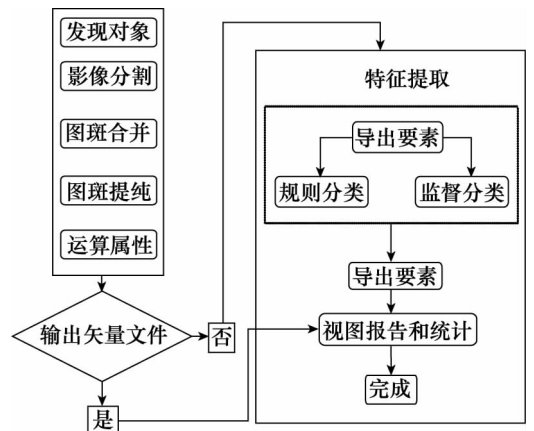 发现对象
影像分割
图斑合并
图斑提纯
运算属性
输出矢量文件
否
是
特征提取
导出要素
规则分类
监督分类
导出要素
视图报告和统计
完成